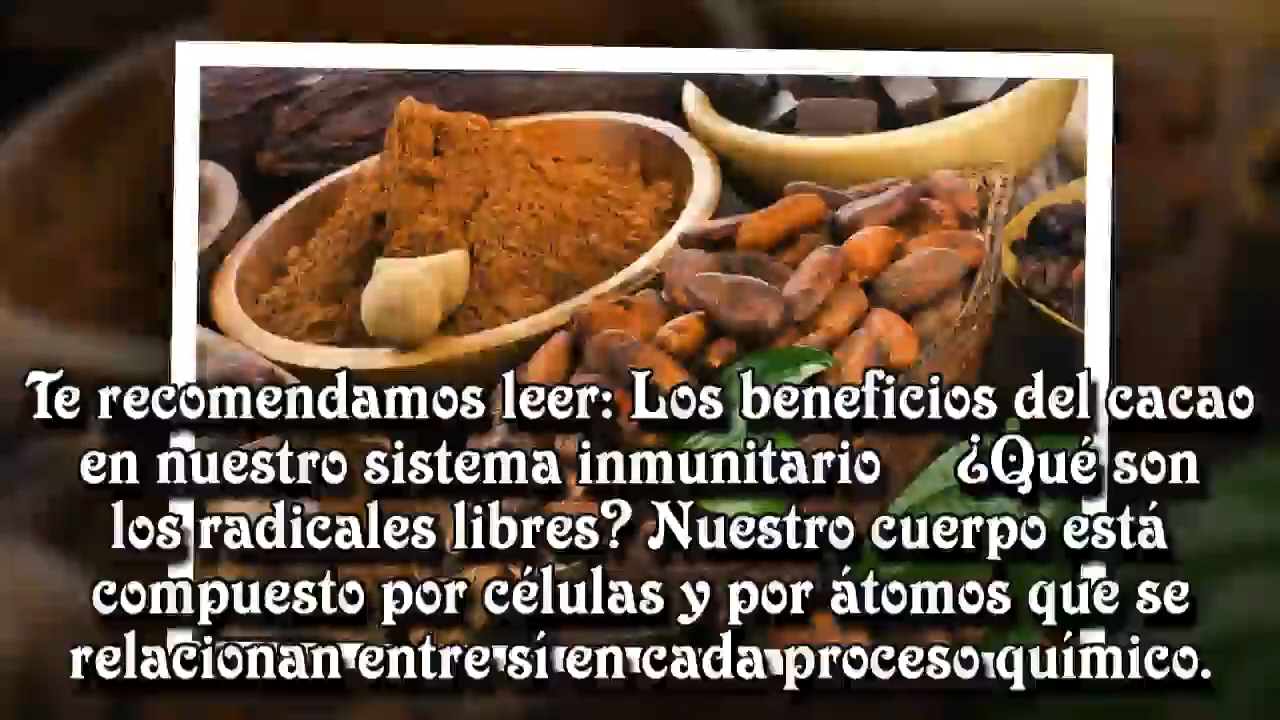 Te recomendamos leer: Los beneficios del cacao
en nuestro sistema inmunitario ¿Qué son
los radicales libres? Nuestro cuerpo está
compuesto por células y por átomos que se
relacionan entre sí en cada proceso químico.